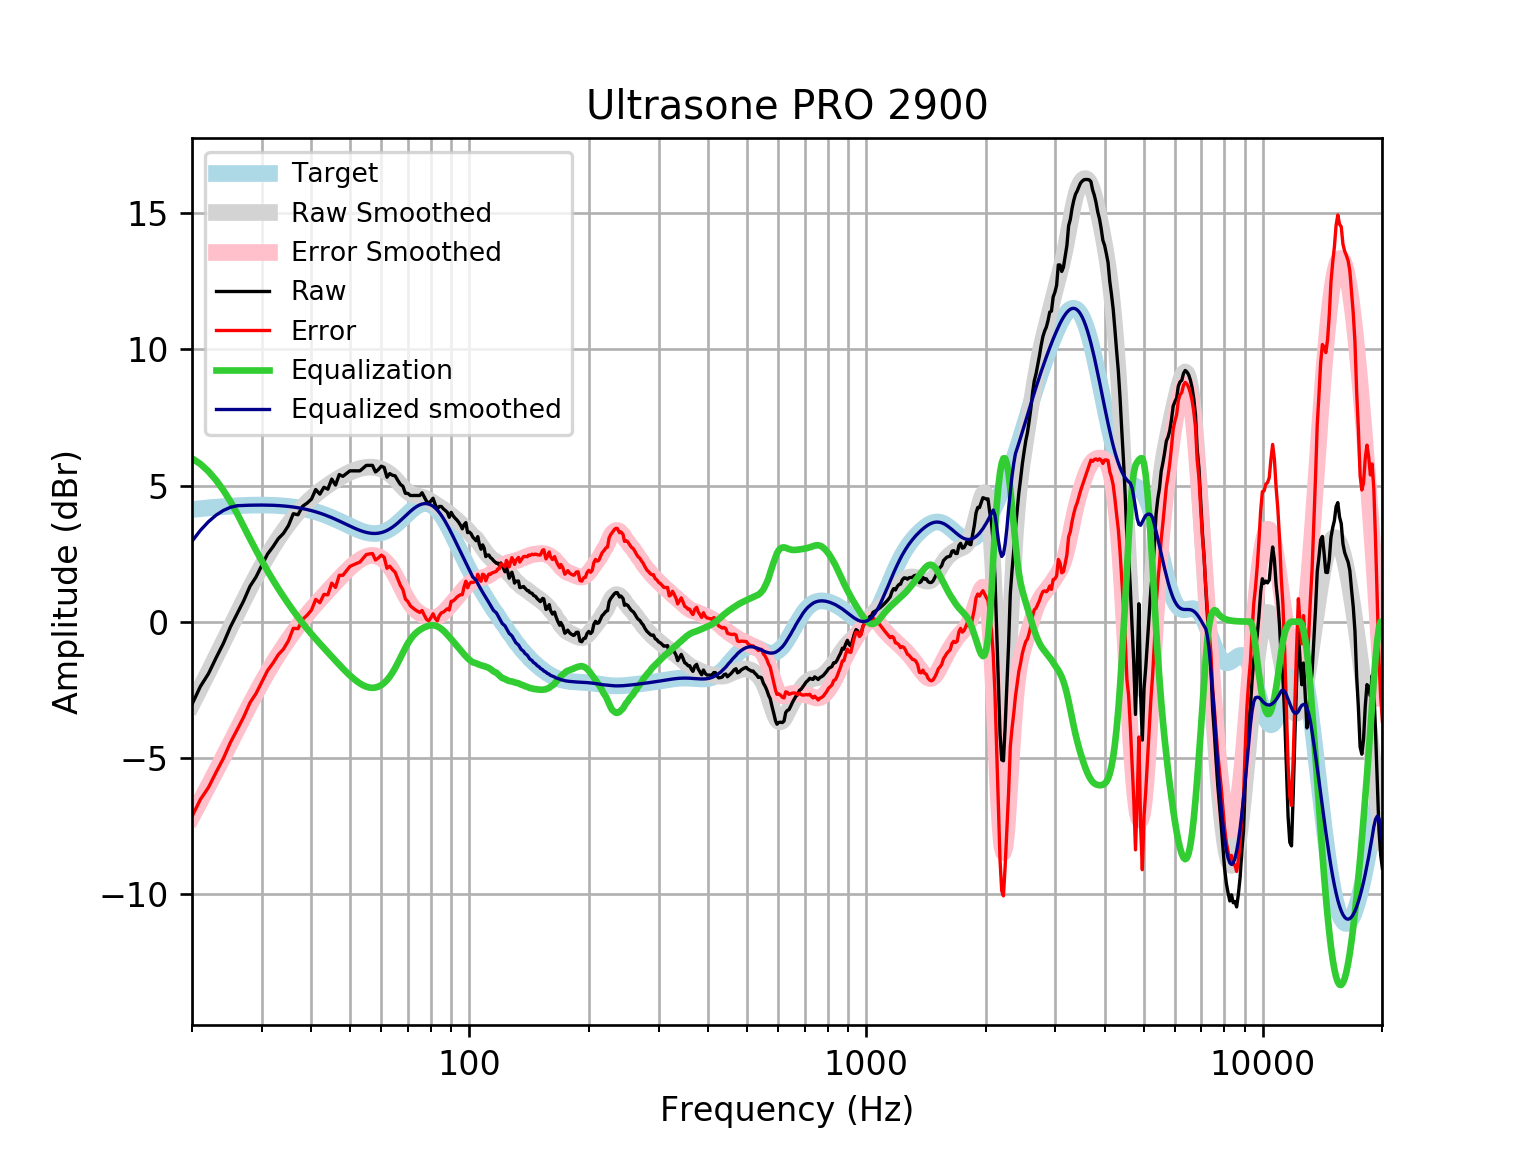 Ultrasone PRO 2900
Target
Raw Smoothed
Error Smoothed
Raw
Error
Equalization
Equalized smoothed
15
10
5
0
−5
−10
Amplitude (dBr)
100 1000 10000
Frequency (Hz)